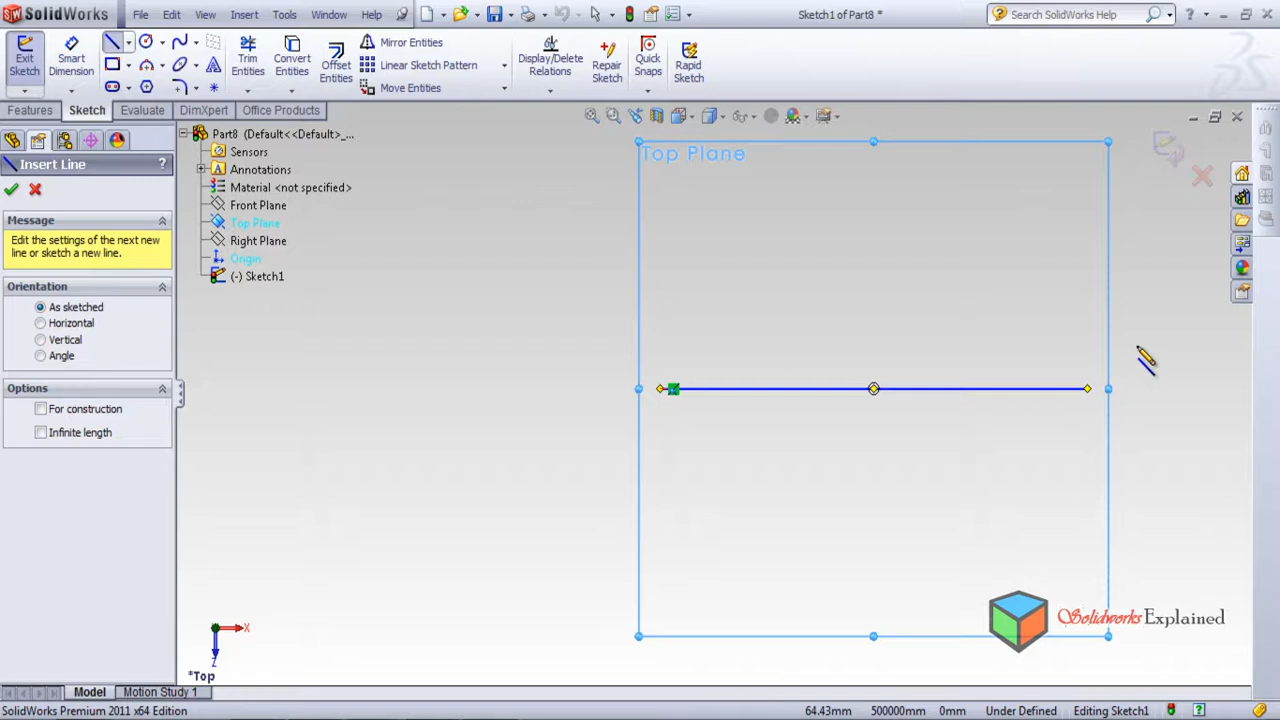 SolidWorks File Edit View Insert Tools Window Help Sketch1 of Part8 * Search SolidWorks Help
Exit Sketch
Smart Dimension
Trim Entities
Convert Entities
Offset Entities
Mirror Entities
Linear Sketch Pattern
Move Entities
Display/Delete Relations
Repair Sketch
Quick Snaps
Rapid Sketch
Features Sketch Evaluate DimXpert Office Products
Insert Line ?
Message
Edit the settings of the next new
line or sketch a new line.
Orientation
As sketched
Horizontal
Vertical
Angle
Options
For construction
Infinite length
Part8 (Default<<Default>_...
Sensors
Annotations
Material <not specified>
Front Plane
Top Plane
Right Plane
Origin
(-) Sketch1
Top Plane
Solidworks Explained
X
Z
*Top
Model Motion Study 1
SolidWorks Premium 2011 x64 Edition 64.43mm 500000mm 0mm Under Defined Editing Sketch1